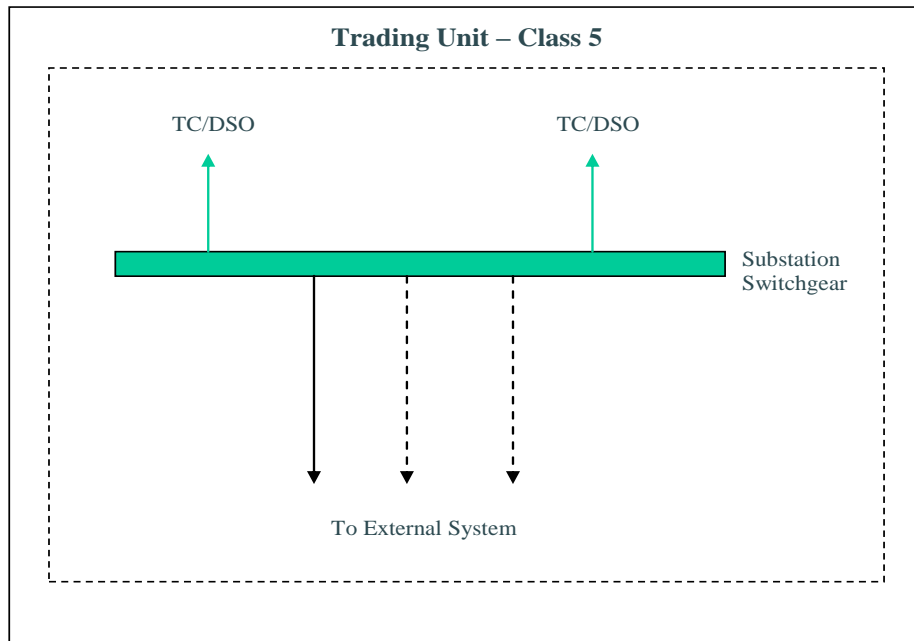 Trading Unit – Class 5
TC/DSO
TC/DSO
Substation
Switchgear
To External System